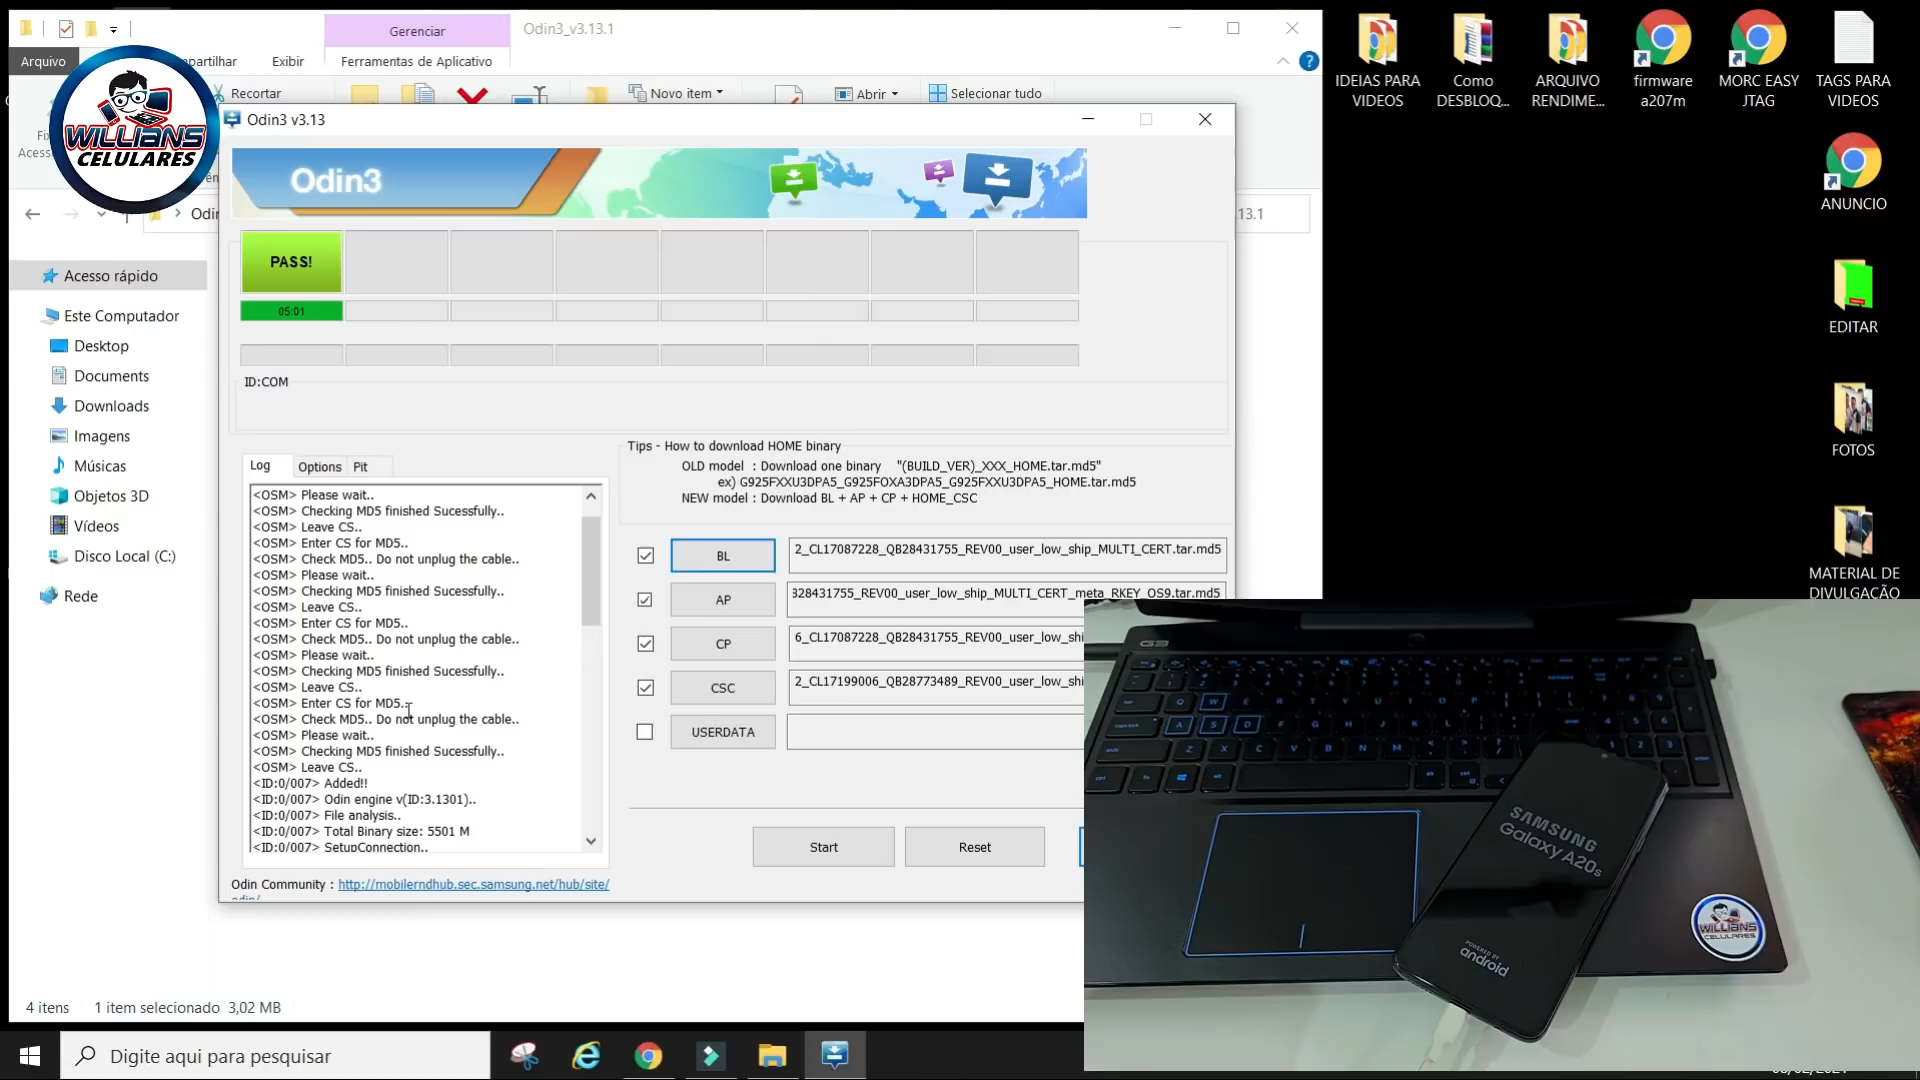 Gerenciar
Odin3_v3.13.1
Arquivo
partilhar
Exibir
Ferramentas de Aplicativo
Recortar
Novo item
Abrir
Selecionar tudo
WILLIANS
CELULARES
Odin3 v3.13
Odin3
PASS!
05:01
ID:COM
Acesso rápido
Este Computador
Desktop
Documents
Downloads
Imagens
Músicas
Objetos 3D
Vídeos
Disco Local (C:)
Rede
Log
Options
Pit
<OSM> Please wait..
<OSM> Checking MD5 finished Sucessfully..
<OSM> Leave CS..
<OSM> Enter CS for MD5..
<OSM> Check MD5.. Do not unplug the cable..
<OSM> Please wait..
<OSM> Checking MD5 finished Sucessfully..
<OSM> Leave CS..
<OSM> Enter CS for MD5..
<OSM> Check MD5.. Do not unplug the cable..
<OSM> Please wait..
<OSM> Checking MD5 finished Sucessfully..
<OSM> Leave CS..
<OSM> Enter CS for MD5..
<OSM> Check MD5.. Do not unplug the cable..
<OSM> Please wait..
<OSM> Checking MD5 finished Sucessfully..
<OSM> Leave CS..
<ID:0/007> Added!!
<ID:0/007> Odin engine v(ID:3.1301)..
<ID:0/007> File analysis..
<ID:0/007> Total Binary size: 5501 M
<ID:0/007> SetupConnection..
Odin Community : http://mobilerndhub.sec.samsung.net/hub/site/
odin/
Tips - How to download HOME binary
OLD model : Download one binary "(BUILD_VER)_XXX_HOME.tar.md5"
ex) G925FXXU3DPA5_G925FOXA3DPA5_G925FXXU3DPA5_HOME.tar.md5
NEW model : Download BL + AP + CP + HOME_CSC
BL
2_CL17087228_QB28431755_REV00_user_low_ship_MULTI_CERT.tar.md5
AP
328431755_REV00_user_low_ship_MULTI_CERT_meta_RKEY_OS9.tar.md5
CP
6_CL17087228_QB28431755_REV00_user_low_shi
CSC
2_CL17199006_QB28773489_REV00_user_low_shi
USERDATA
Start
Reset
4 itens
1 item selecionado 3,02 MB
Digite aqui para pesquisar
IDEIAS PARA VIDEOS
Como DESBLOQ...
ARQUIVO RENDIME...
firmware a207m
MORC EASY JTAG
TAGS PARA VIDEOS
ANUNCIO
EDITAR
FOTOS
MATERIAL DE DIVULGAÇÃO
G3
SAMSUNG
Galaxy A20s
POWERED BY
android
WILLIANS
CELULARES